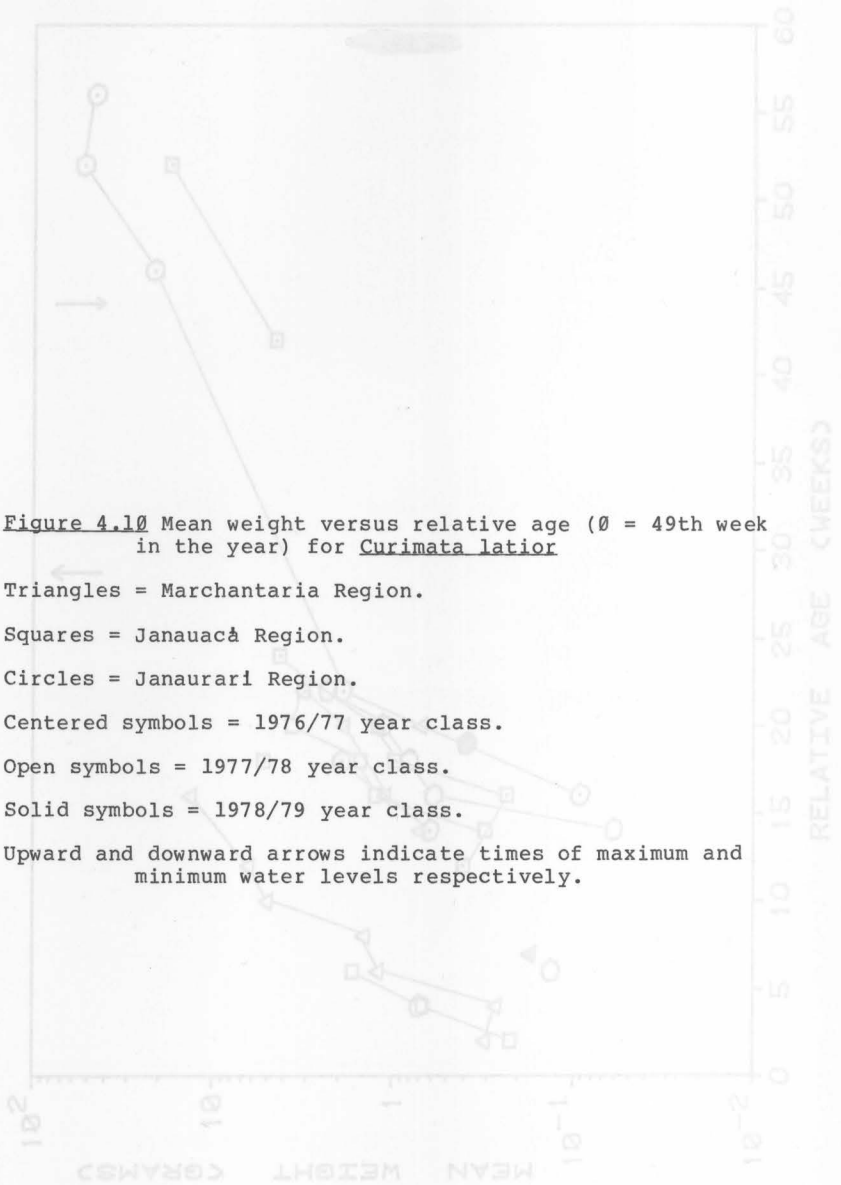 Figure 4.10 Mean weight versus relative age (0 = 49th week
in the year) for Curimata latior
Triangles = Marchantaria Region.
Squares = Janauacá Region.
Circles = Janaurarí Region.
Centered symbols = 1976/77 year class.
Open symbols = 1977/78 year class.
Solid symbols = 1978/79 year class.
Upward and downward arrows indicate times of maximum and
minimum water levels respectively.
60
55
50
45
40
35
30
25
20
15
10
5
0
RELATIVE AGE (WEEKS)
10^2
10
1
10^-1
10^-2
MEAN WEIGHT (GRAMS)